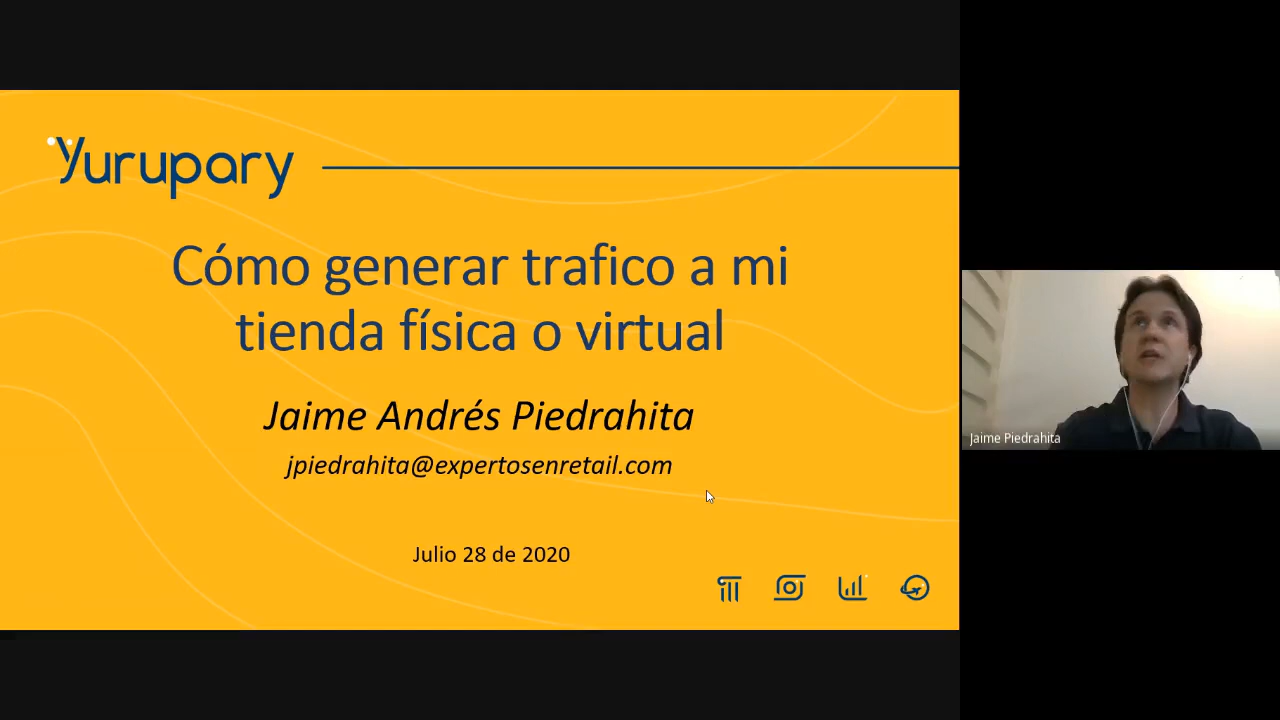 Yurupary
Cómo generar trafico a mi
tienda física o virtual
Jaime Andrés Piedrahita
jpiedrahita@expertosenretail.com
Julio 28 de 2020
Jaime Piedrahita